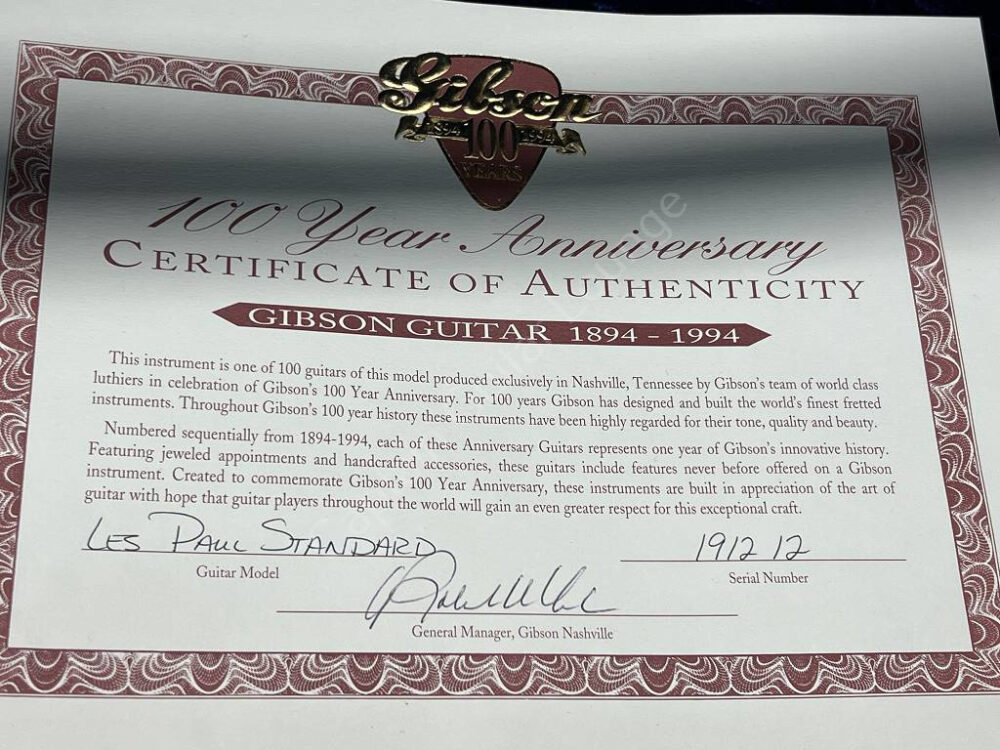 Gibson
1894 100 1994
YEARS
100 Year Anniversary
CERTIFICATE OF AUTHENTICITY
GIBSON GUITAR 1894 - 1994
This instrument is one of 100 guitars of this model produced exclusively in Nashville, Tennessee by Gibson's team of world class
luthiers in celebration of Gibson's 100 Year Anniversary. For 100 years Gibson has designed and built the world's finest fretted
instruments. Throughout Gibson's 100 year history these instruments have been highly regarded for their tone, quality and beauty.
Numbered sequentially from 1894-1994, each of these Anniversary Guitars represents one year of Gibson's innovative history.
Featuring jeweled appointments and handcrafted accessories, these guitars include features never before offered on a Gibson
instrument. Created to commemorate Gibson's 100 Year Anniversary, these instruments are built in appreciation of the art of
guitar with hope that guitar players throughout the world will gain an even greater respect for this exceptional craft.
LES PAUL STANDARD
1912 12
Guitar Model
Serial Number
General Manager, Gibson Nashville